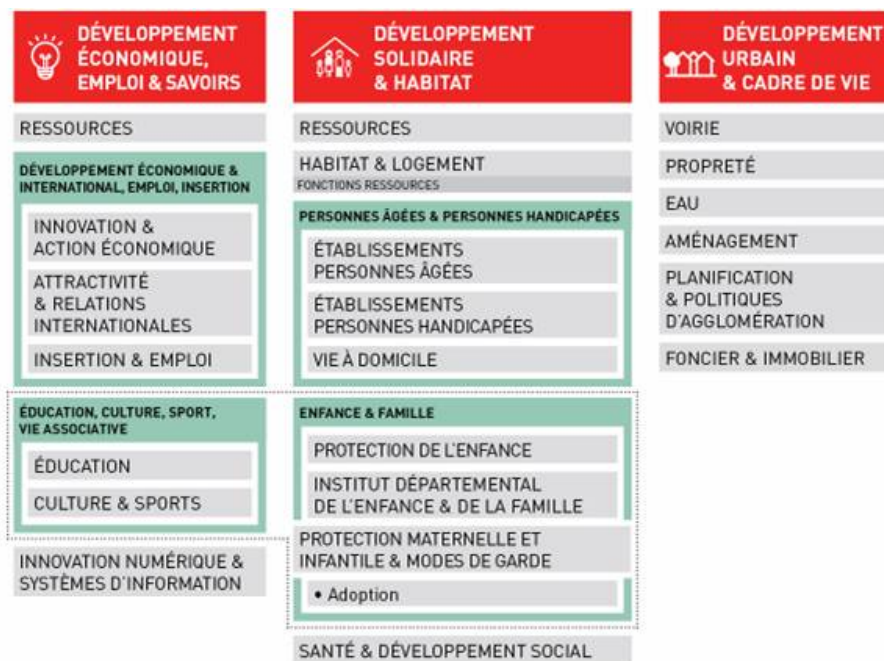 DÉVELOPPEMENT
ÉCONOMIQUE,
EMPLOI & SAVOIRS
RESSOURCES
DÉVELOPPEMENT ÉCONOMIQUE &
INTERNATIONAL, EMPLOI, INSERTION
INNOVATION &
ACTION ÉCONOMIQUE
ATTRACTIVITÉ
& RELATIONS
INTERNATIONALES
INSERTION & EMPLOI
ÉDUCATION, CULTURE, SPORT,
VIE ASSOCIATIVE
ÉDUCATION
CULTURE & SPORTS
INNOVATION NUMÉRIQUE &
SYSTÈMES D'INFORMATION
DÉVELOPPEMENT
SOLIDAIRE
& HABITAT
RESSOURCES
HABITAT & LOGEMENT
FONCTIONS RESSOURCES
PERSONNES ÂGÉES & PERSONNES HANDICAPÉES
ÉTABLISSEMENTS
PERSONNES ÂGÉES
ÉTABLISSEMENTS
PERSONNES HANDICAPÉES
VIE À DOMICILE
ENFANCE & FAMILLE
PROTECTION DE L'ENFANCE
INSTITUT DÉPARTEMENTAL
DE L'ENFANCE & DE LA FAMILLE
PROTECTION MATERNELLE ET
INFANTILE & MODES DE GARDE
• Adoption
SANTÉ & DÉVELOPPEMENT SOCIAL
DÉVELOPPEMENT
URBAIN
& CADRE DE VIE
VOIRIE
PROPRETÉ
EAU
AMÉNAGEMENT
PLANIFICATION
& POLITIQUES
D'AGGLOMÉRATION
FONCIER & IMMOBILIER